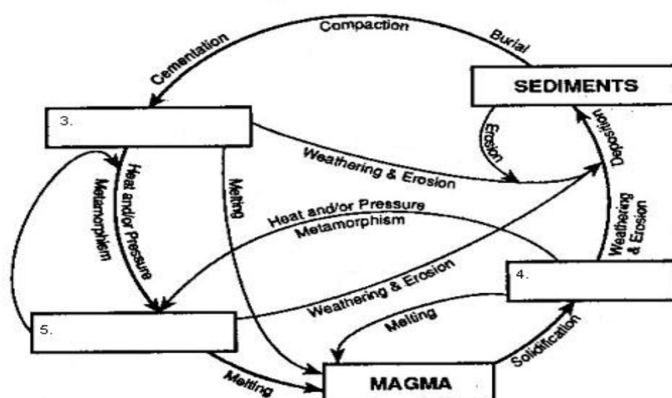 Burial
Compaction
Cementation
SEDIMENTS
3.
Erosion
Deposition
Weathering & Erosion
Melting
Heat and/or Pressure
Metamorphism
Heat and/or Pressure
Metamorphism
Weathering
& Erosion
4.
Weathering & Erosion
5.
Melting
Solidification
Melting
MAGMA